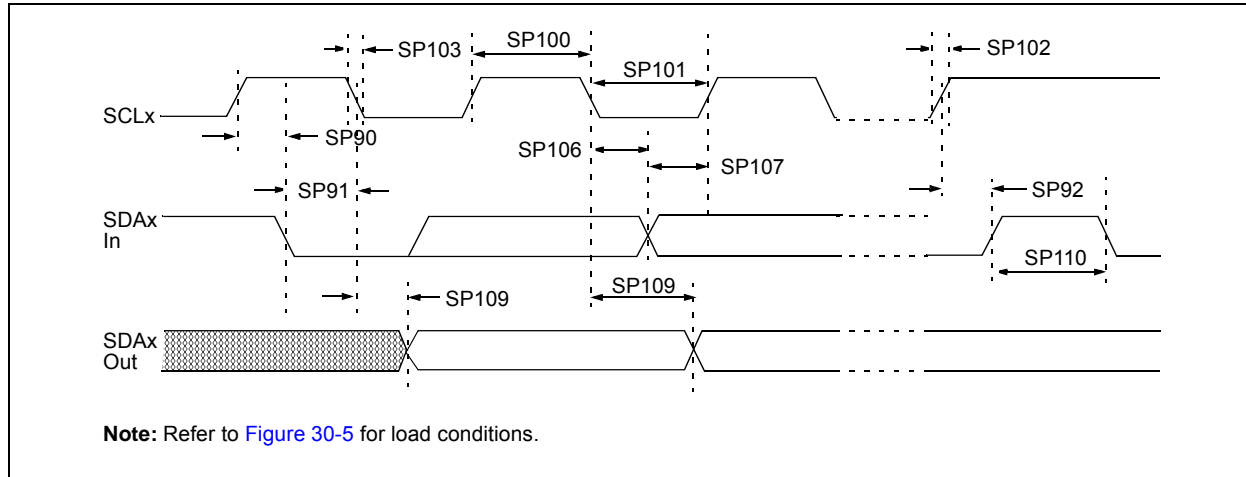 SP103
SP100
SP101
SP102
SCLx
SP90
SP106
SP107
SP91
SP92
SDAx
In
SP110
SP109
SP109
SDAx
Out
Note: Refer to Figure 30-5 for load conditions.